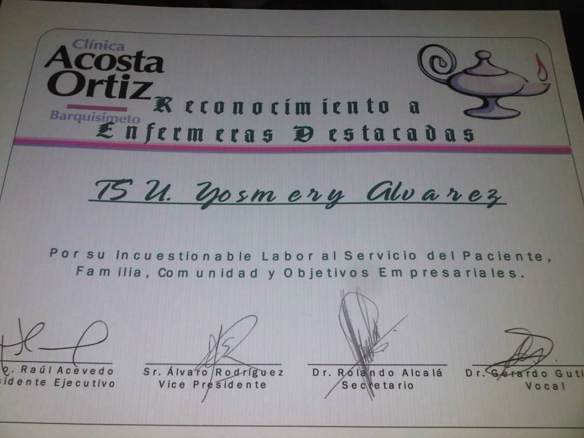 Clínica
Acosta
Ortiz
Barquisimeto
Reconocimiento a
Enfermeras Destacadas
TSU. Yosmery Alvarez
Por su Incuestionable Labor al Servicio del Paciente,
Familia, Comunidad y Objetivos Empresariales.
Raúl Acevedo
Ejecutivo
Sr. Álvaro Rodríguez
Vice Presidente
Dr. Rolando Alcalá
Secretario
Dr. Gerardo
Vocal